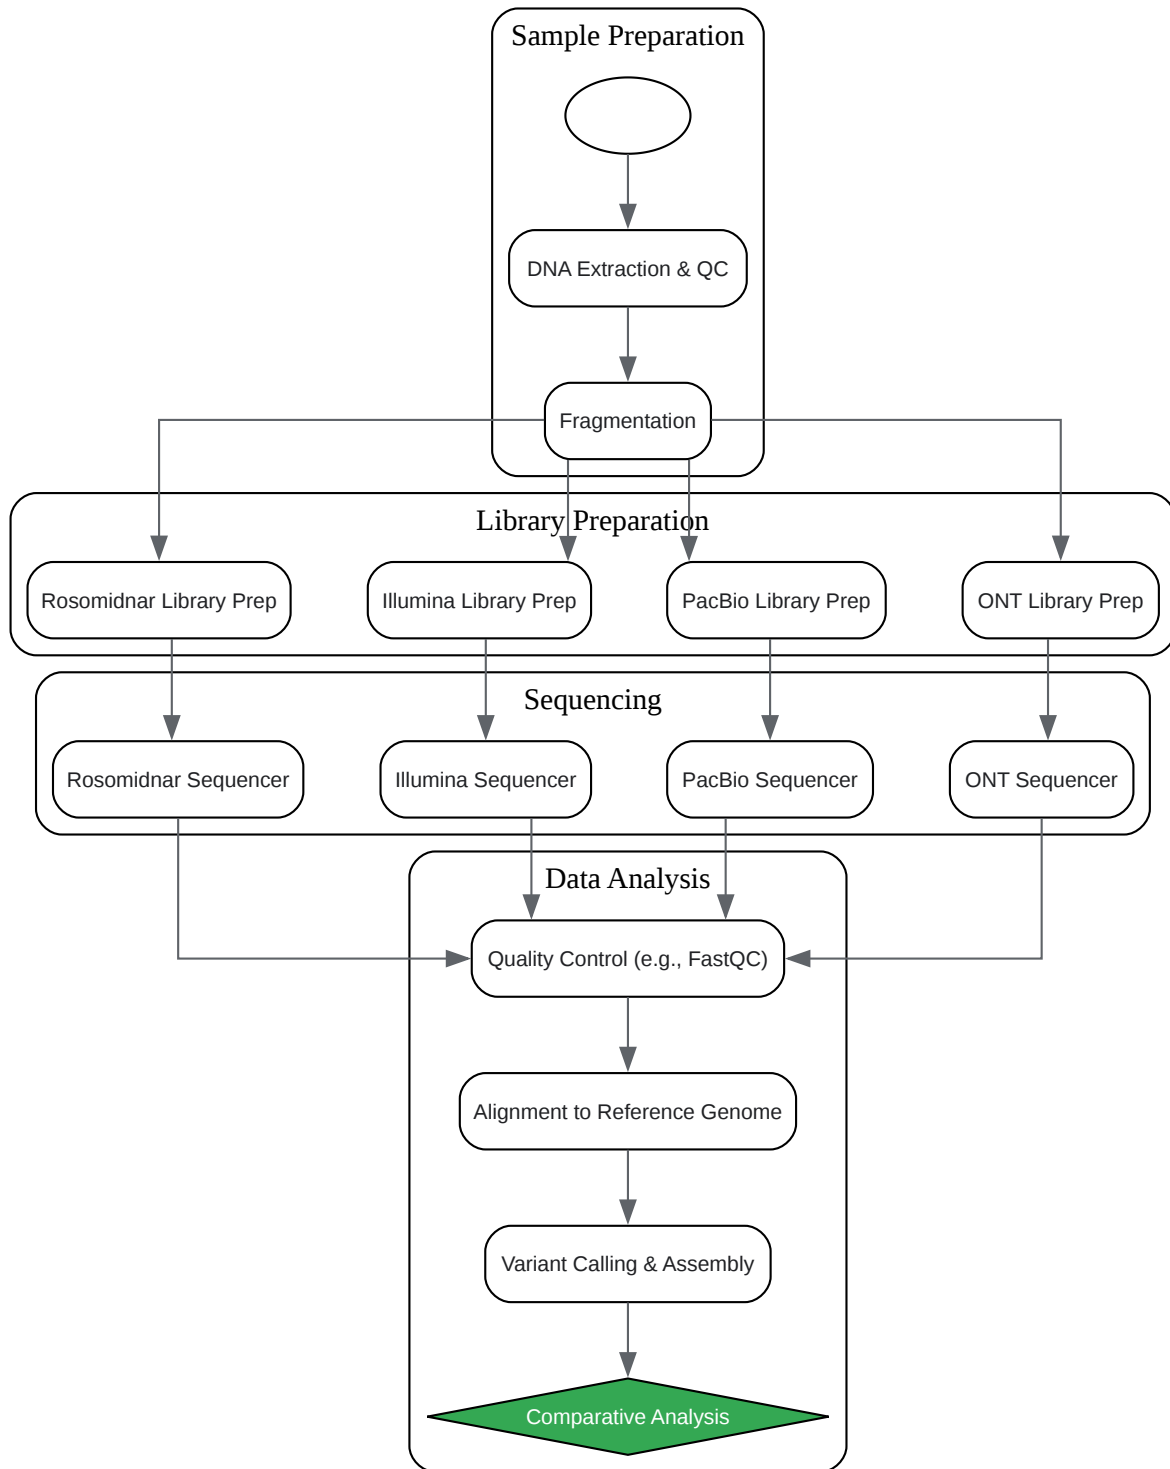 Sample Preparation
DNA Extraction & QC
Fragmentation
Library Preparation
Rosomidnar Library Prep
Illumina Library Prep
PacBio Library Prep
ONT Library Prep
Sequencing
Rosomidnar Sequencer
Illumina Sequencer
PacBio Sequencer
ONT Sequencer
Data Analysis
Quality Control (e.g., FastQC)
Alignment to Reference Genome
Variant Calling & Assembly
Comparative Analysis